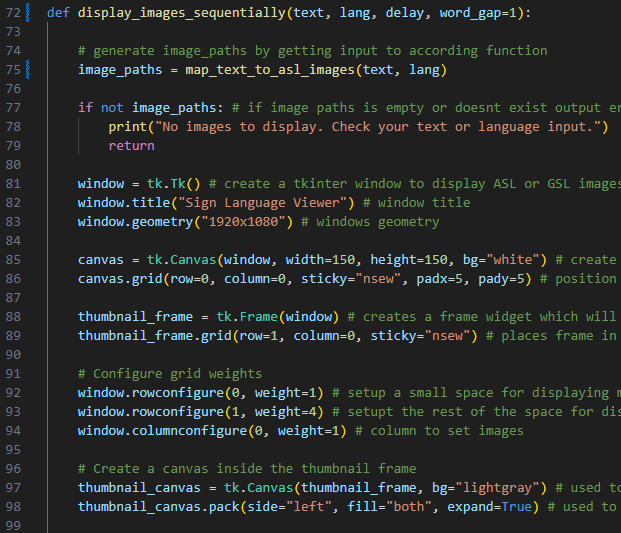 72 def display_images_sequentially(text, lang, delay, word_gap=1):
73
74 # generate image_paths by getting input to according function
75 image_paths = map_text_to_asl_images(text, lang)
76
77 if not image_paths: # if image paths is empty or doesnt exist output er
78 print("No images to display. Check your text or language input.")
79 return
80
81 window = tk.Tk() # create a tkinter window to display ASL or GSL images
82 window.title("Sign Language Viewer") # window title
83 window.geometry("1920x1080") # windows geometry
84
85 canvas = tk.Canvas(window, width=150, height=150, bg="white") # create
86 canvas.grid(row=0, column=0, sticky="nsew", padx=5, pady=5) # position
87
88 thumbnail_frame = tk.Frame(window) # creates a frame widget which will
89 thumbnail_frame.grid(row=1, column=0, sticky="nsew") # places frame in
90
91 # Configure grid weights
92 window.rowconfigure(0, weight=1) # setup a small space for displaying m
93 window.rowconfigure(1, weight=4) # setupt the rest of the space for dis
94 window.columnconfigure(0, weight=1) # column to set images
95
96 # Create a canvas inside the thumbnail frame
97 thumbnail_canvas = tk.Canvas(thumbnail_frame, bg="lightgray") # used to
98 thumbnail_canvas.pack(side="left", fill="both", expand=True) # used to
99